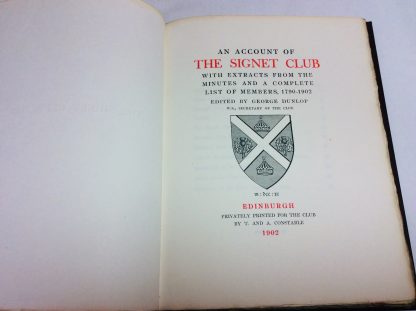 AN ACCOUNT OF
THE SIGNET CLUB
WITH EXTRACTS FROM THE
MINUTES AND A COMPLETE
LIST OF MEMBERS, 1790-1902
EDITED BY GEORGE DUNLOP
W.S., SECRETARY OF THE CLUB
EDINBURGH
PRIVATELY PRINTED FOR THE CLUB
BY T. AND A. CONSTABLE
1902